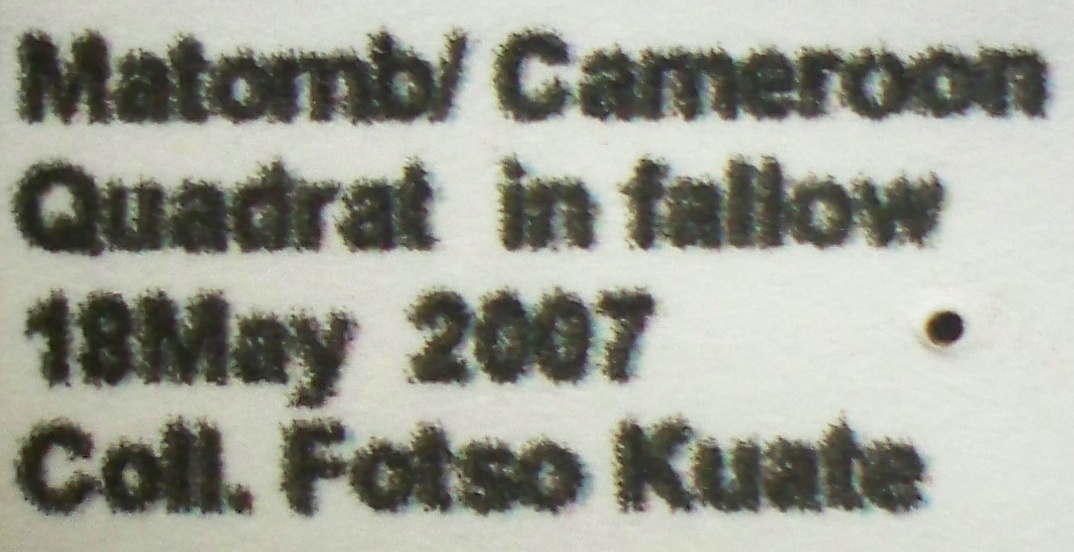 Matomb/ Cameroon
Quadrat in fallow
18May 2007
Coll. Fotso Kuate